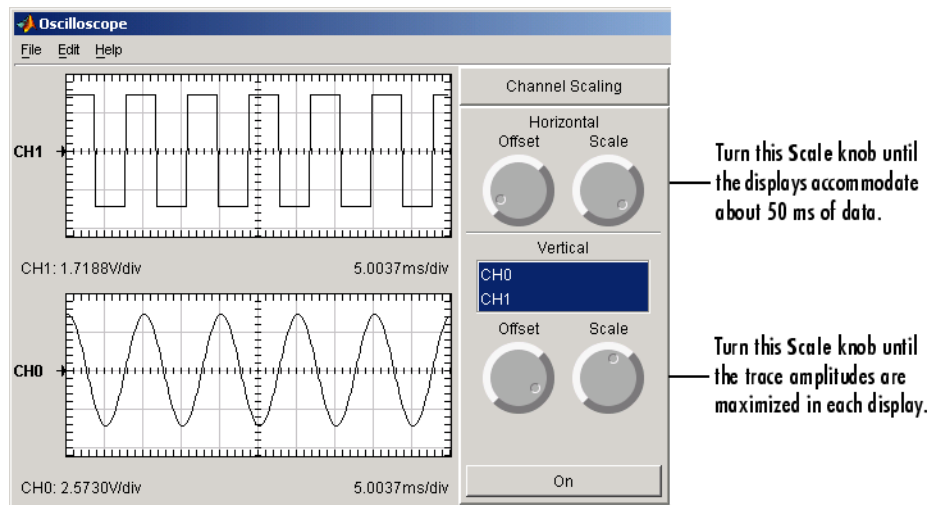 Oscilloscope
File Edit Help
CH1
CH1: 1.7188V/div 5.0037ms/div
CH0
CH0: 2.5730V/div 5.0037ms/div
Channel Scaling
Horizontal
Offset Scale
Vertical
CH0
CH1
Offset Scale
On
Turn this Scale knob until
the displays accommodate
about 50 ms of data.
Turn this Scale knob until
the trace amplitudes are
maximized in each display.